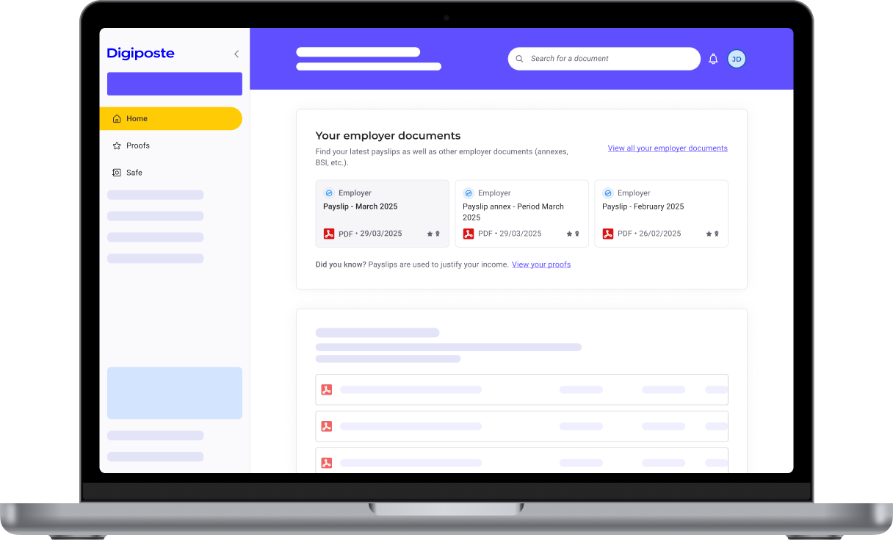 Digiposte
Search for a document
JD
Home
Proofs
Safe
Your employer documents
Find your latest payslips as well as other employer documents (annexes,
BSI, etc.).
View all your employer documents
Employer
Payslip - March 2025
PDF • 29/03/2025
Employer
Payslip annex - Period March
2025
PDF • 29/03/2025
Employer
Payslip - February 2025
PDF • 26/02/2025
Did you know? Payslips are used to justify your income. View your proofs